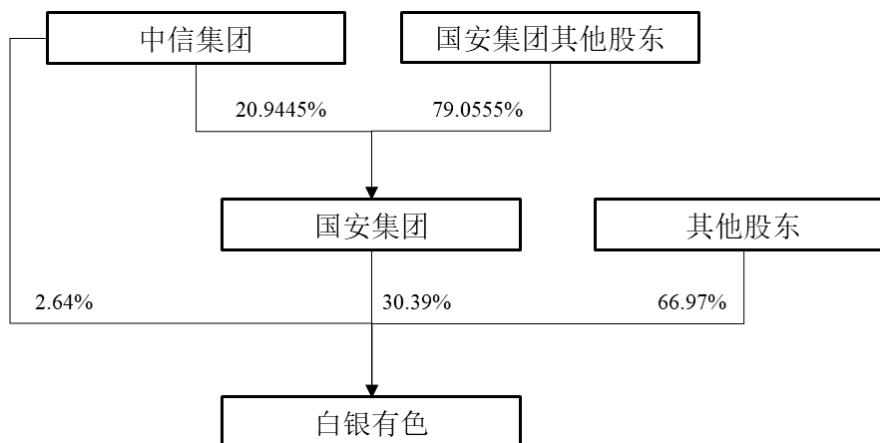 中信集团
国安集团其他股东
20.9445%
79.0555%
国安集团
其他股东
2.64%
30.39%
66.97%
白银有色